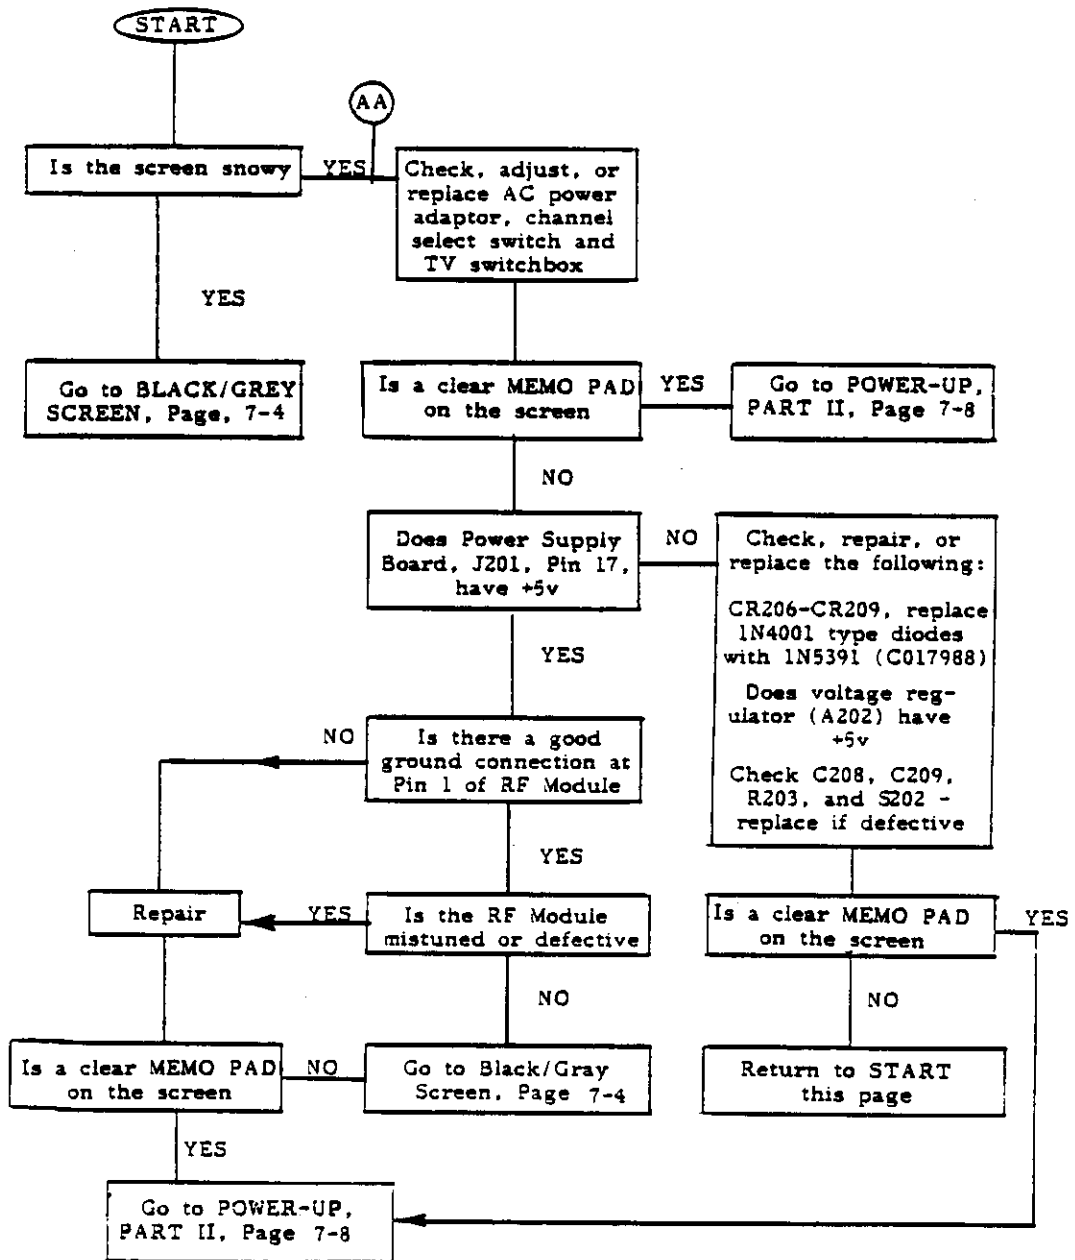 START
AA
Is the screen snowy
YES
Check, adjust, or
replace AC power
adaptor, channel
select switch and
TV switchbox
YES
Go to BLACK/GREY
SCREEN, Page, 7-4
Is a clear MEMO PAD
on the screen
YES
Go to POWER-UP,
PART II, Page 7-8
NO
Does Power Supply
Board, J201, Pin 17,
have +5v
NO
Check, repair, or
replace the following:
CR206-CR209, replace
1N4001 type diodes
with 1N5391 (C017988)
Does voltage reg-
ulator (A202) have
+5v
Check C208, C209,
R203, and S202 -
replace if defective
YES
NO
Is there a good
ground connection at
Pin 1 of RF Module
YES
Repair
YES
Is the RF Module
mistuned or defective
Is a clear MEMO PAD
on the screen
YES
NO
NO
Is a clear MEMO PAD
on the screen
NO
Go to Black/Gray
Screen, Page 7-4
Return to START
this page
YES
Go to POWER-UP,
PART II, Page 7-8